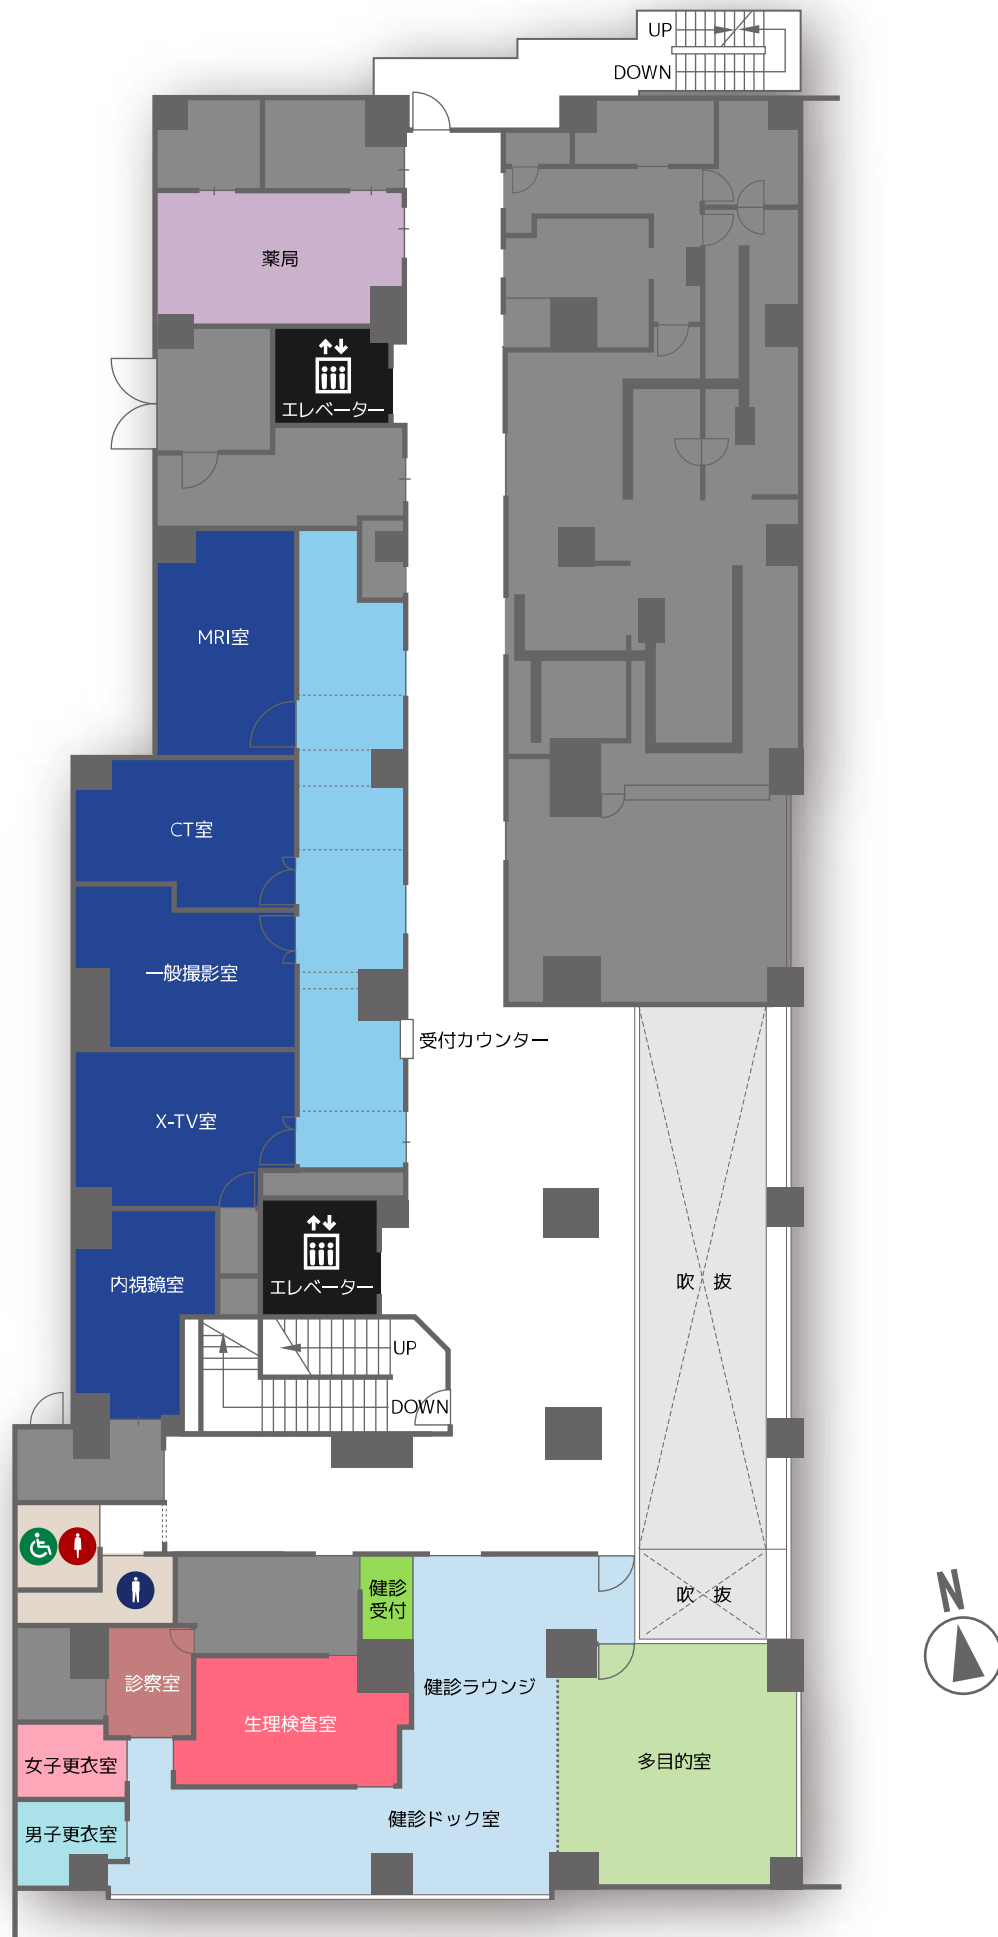 UP
DOWN
薬局
エレベーター
MRI室
CT室
一般撮影室
受付カウンター
X-TV室
吹 抜
内視鏡室
エレベーター
UP
DOWN
健診
受付
吹 抜
N
診察室
健診ラウンジ
生理検査室
女子更衣室
多目的室
健診ドック室
男子更衣室